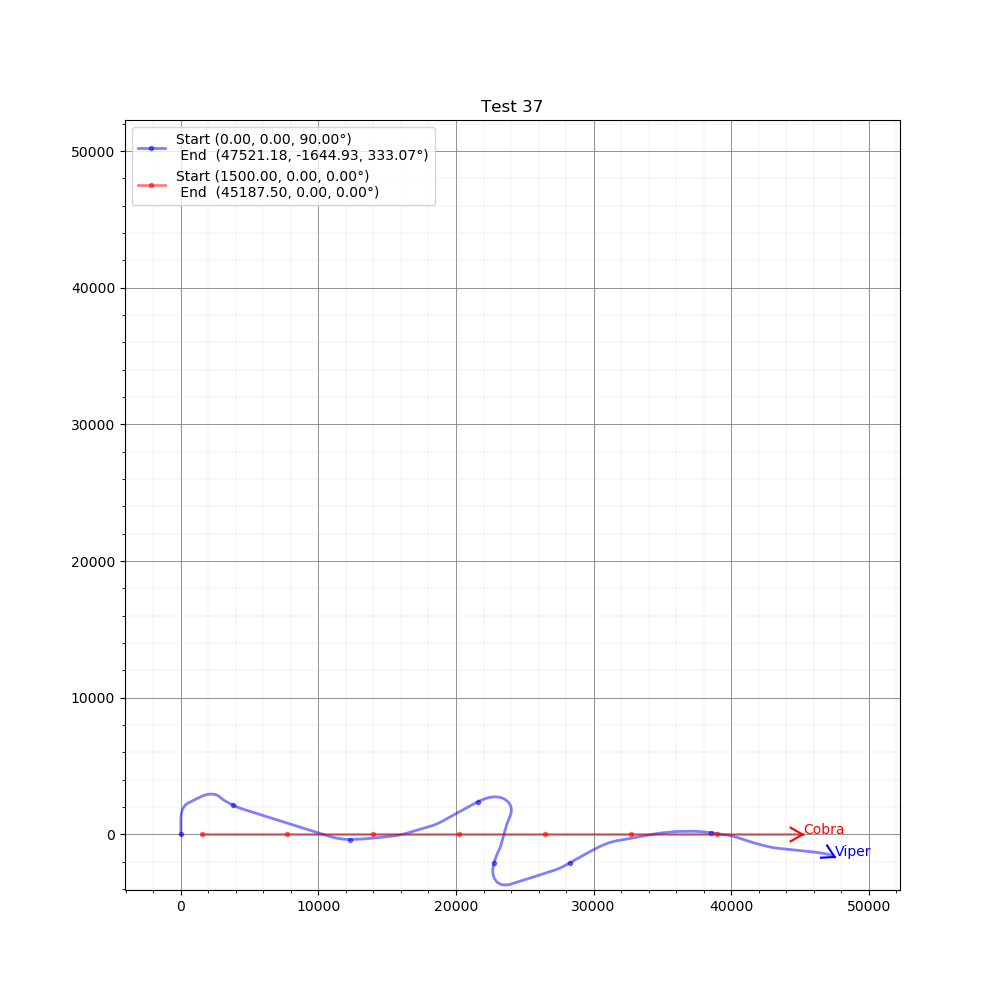 Test 37
Start (0.00, 0.00, 90.00°)
End  (47521.18, -1644.93, 333.07°)
Start (1500.00, 0.00, 0.00°)
End  (45187.50, 0.00, 0.00°)
50000
40000
30000
20000
10000
0
Cobra
Viper
0
10000
20000
30000
40000
50000